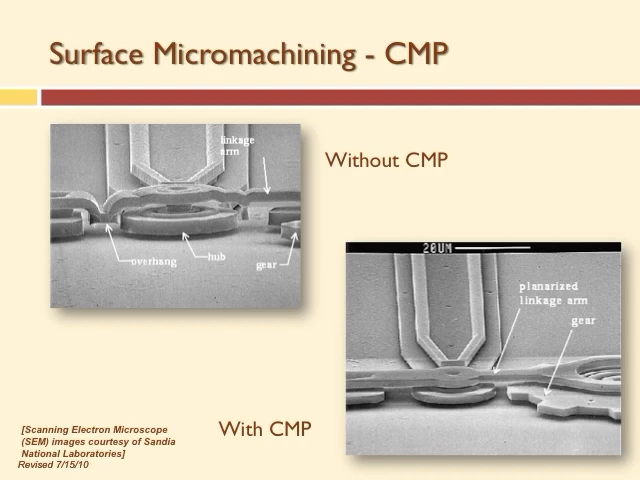 Surface Micromachining - CMP
linkage
arm
Without CMP
overhang
hub
gear
20UM
planarized
linkage arm
gear
With CMP
[Scanning Electron Microscope
(SEM) images courtesy of Sandia
National Laboratories]
Revised 7/15/10